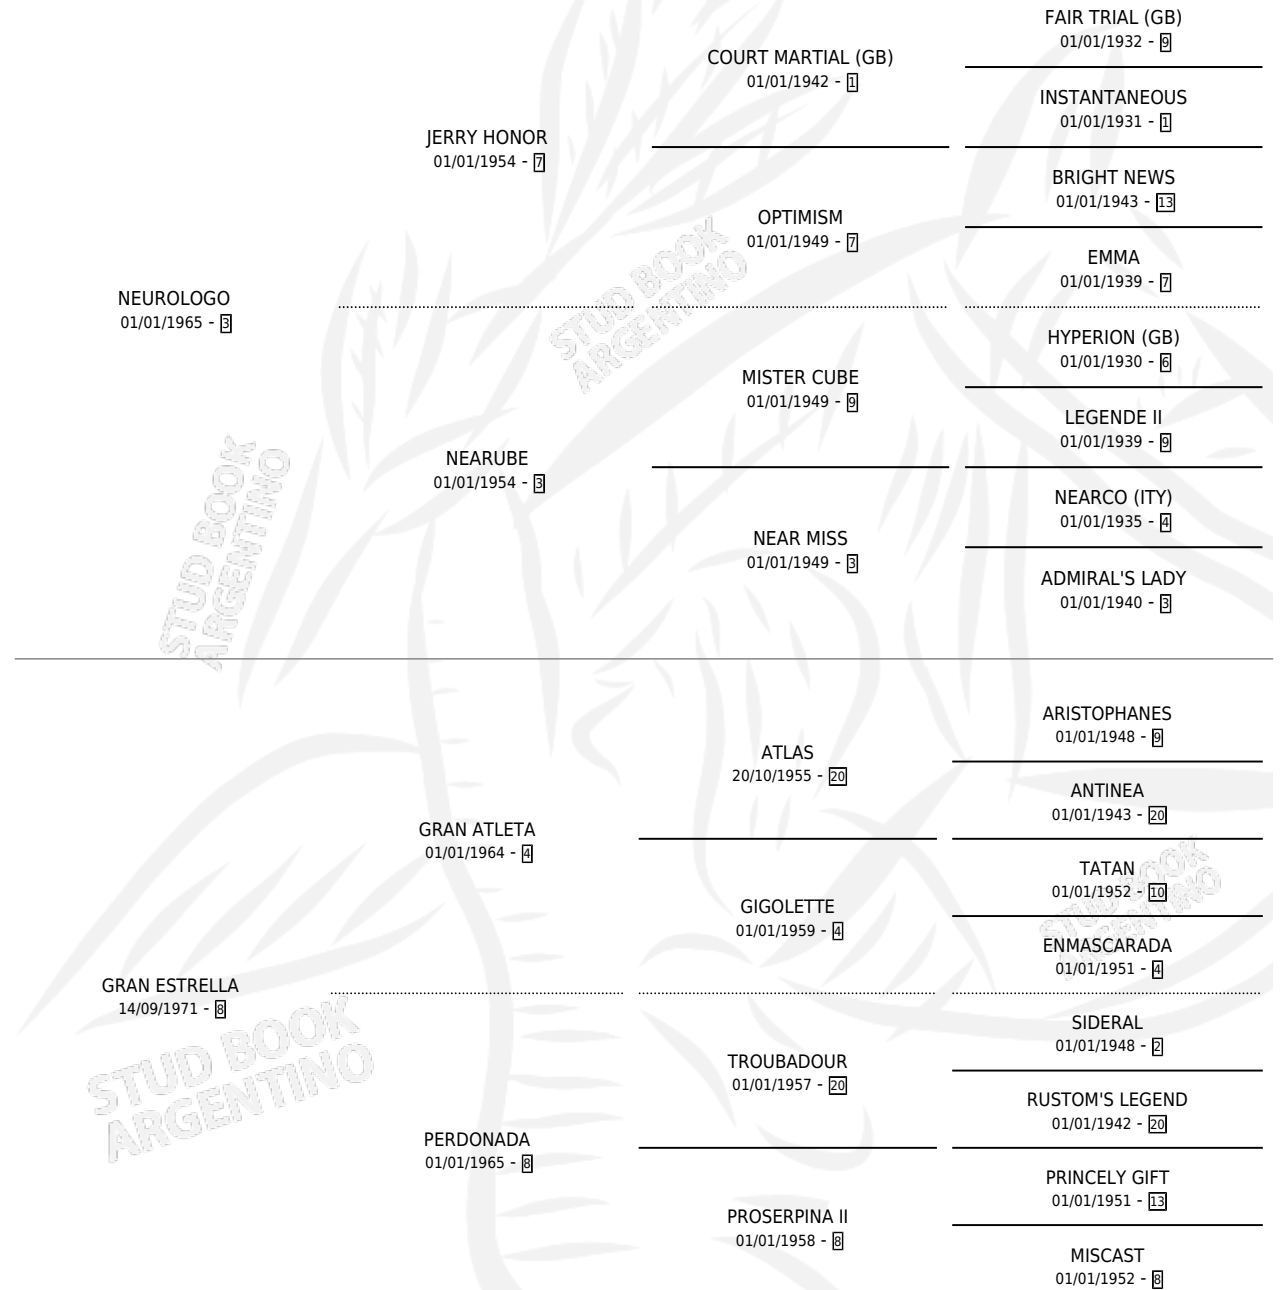 FAIR TRIAL (GB)
01/01/1932 - 9
COURT MARTIAL (GB)
01/01/1942 - 1
INSTANTANEOUS
01/01/1931 - 1
JERRY HONOR
01/01/1954 - 7
BRIGHT NEWS
01/01/1943 - 13
OPTIMISM
01/01/1949 - 7
EMMA
01/01/1939 - 7
NEUROLOGO
01/01/1965 - 3
HYPERION (GB)
01/01/1930 - 6
MISTER CUBE
01/01/1949 - 9
LEGENDE II
01/01/1939 - 9
NEARUBE
01/01/1954 - 3
NEARCO (ITY)
01/01/1935 - 4
NEAR MISS
01/01/1949 - 3
ADMIRAL'S LADY
01/01/1940 - 3
STUD BOOK
ARGENTINO
STUD BOOK
ARGENTINO
ARISTOPHANES
01/01/1948 - 9
ATLAS
20/10/1955 - 20
ANTINEA
01/01/1943 - 20
GRAN ATLETA
01/01/1964 - 4
TATAN
01/01/1952 - 10
GIGOLETTE
01/01/1959 - 4
ENMASCARADA
01/01/1951 - 4
GRAN ESTRELLA
14/09/1971 - 8
SIDERAL
01/01/1948 - 2
TROUBADOUR
01/01/1957 - 20
RUSTOM'S LEGEND
01/01/1942 - 20
PERDONADA
01/01/1965 - 8
PRINCELY GIFT
01/01/1951 - 13
PROSERPINA II
01/01/1958 - 8
MISCAST
01/01/1952 - 8
STUD BOOK
ARGENTINO
STUD BOOK
ARGENTINO